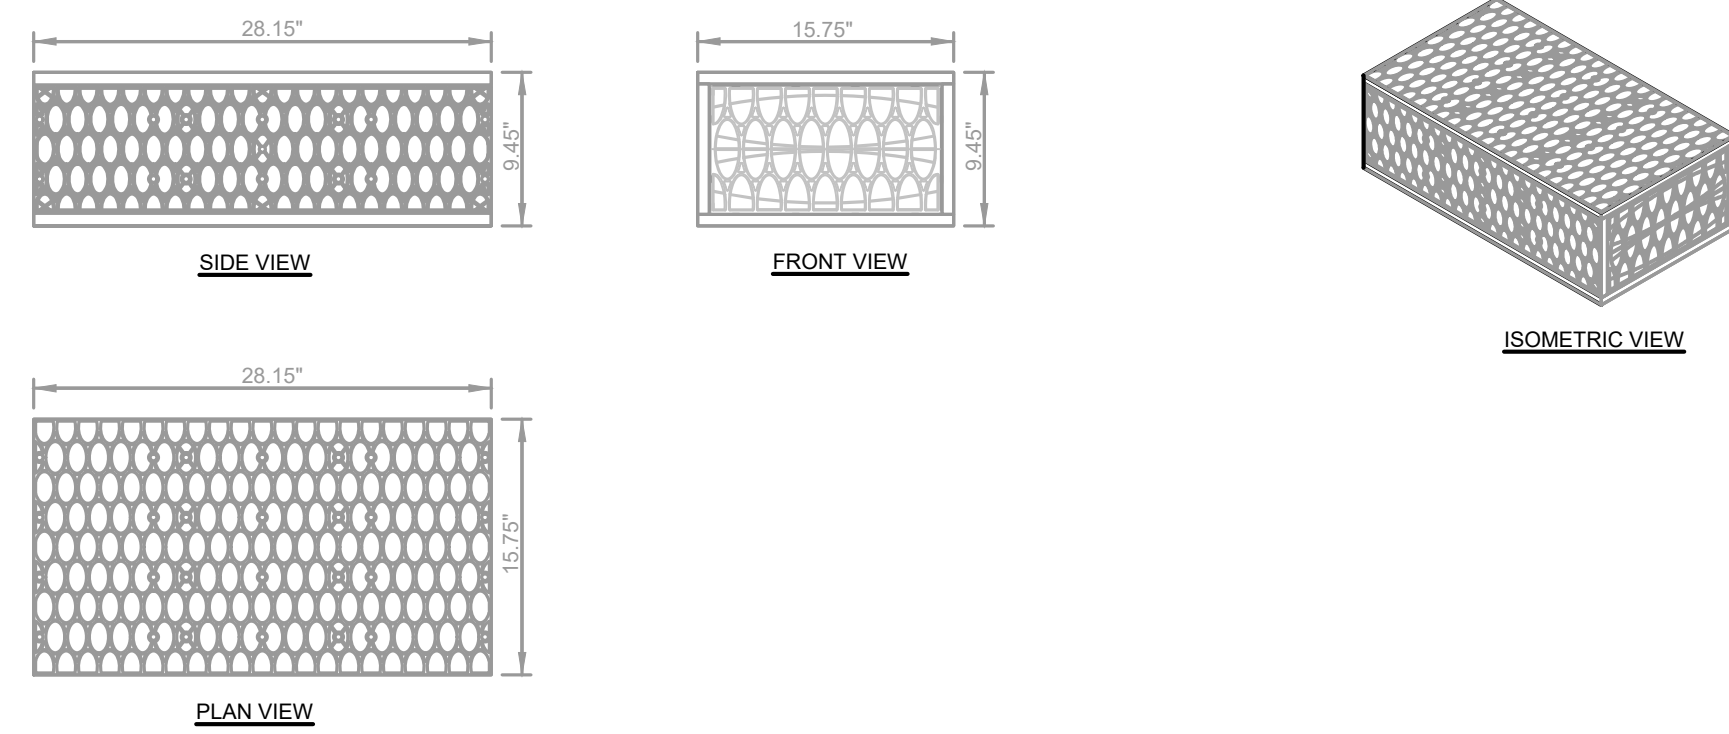 28.15"
9.45"
SIDE VIEW
15.75"
9.45"
FRONT VIEW
ISOMETRIC VIEW
28.15"
15.75"
PLAN VIEW